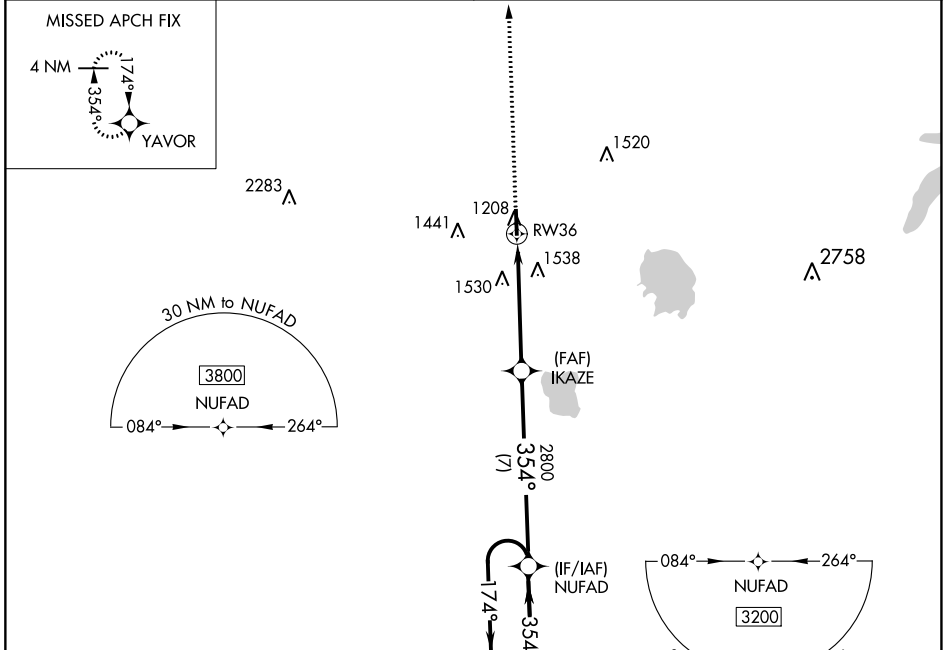 MISSED APCH FIX
4 NM
174°
354°
YAVOR
1520
2283
1208
1441
RW36
1538
1530
2758
30 NM to NUFAD
3800
NUFAD
084°
264°
(FAF)
IKAZE
2800
354°
(7)
(IF/IAF)
NUFAD
174°
354
084°
264°
NUFAD
3200